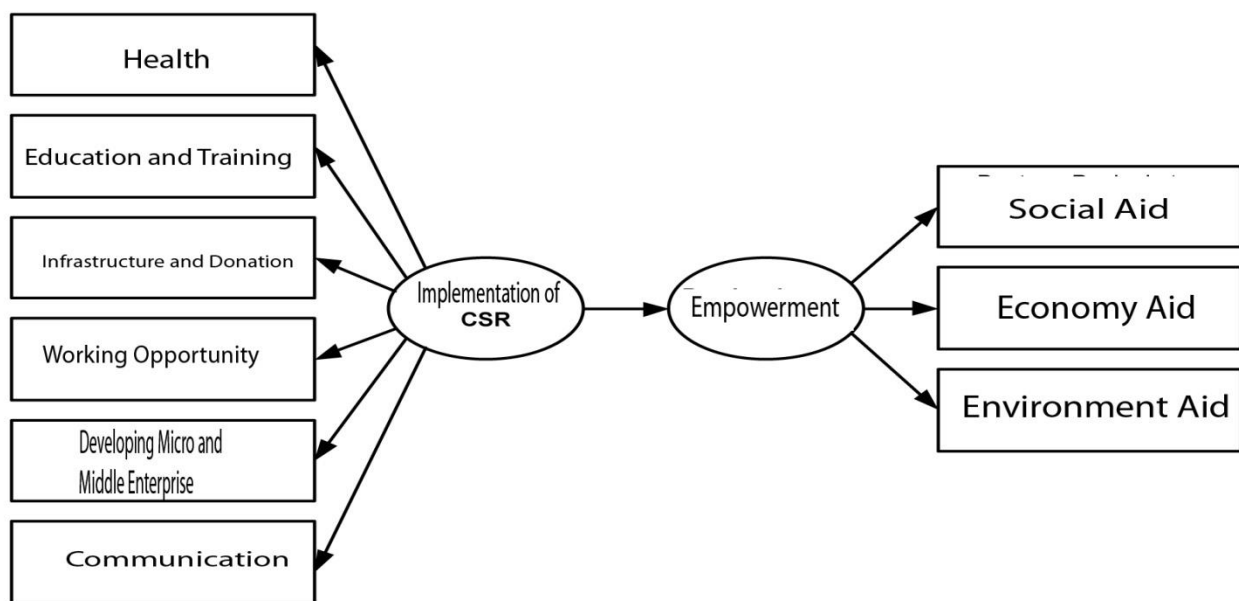 Health
Education and Training
Infrastructure and Donation
Working Opportunity
Developing Micro and
Middle Enterprise
Communication
Implementation of
CSR
Empowerment
Social Aid
Economy Aid
Environment Aid